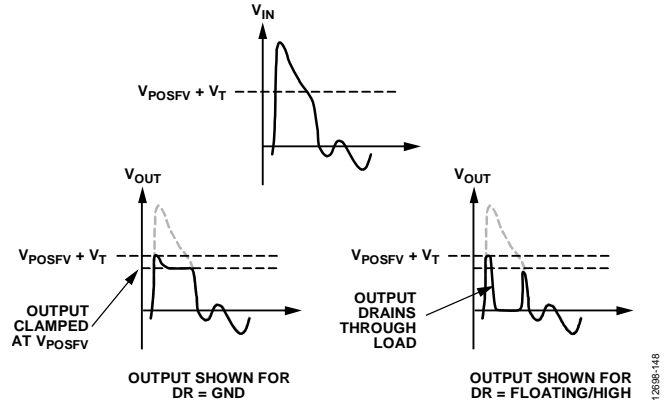 VIN
VPOSFV + VT
VOUT
VPOSFV + VT
OUTPUT
CLAMPED
AT VPOSFV
OUTPUT SHOWN FOR
DR = GND
VOUT
VPOSFV + VT
OUTPUT
DRAINS
THROUGH
LOAD
OUTPUT SHOWN FOR
DR = FLOATING/HIGH
12698-148